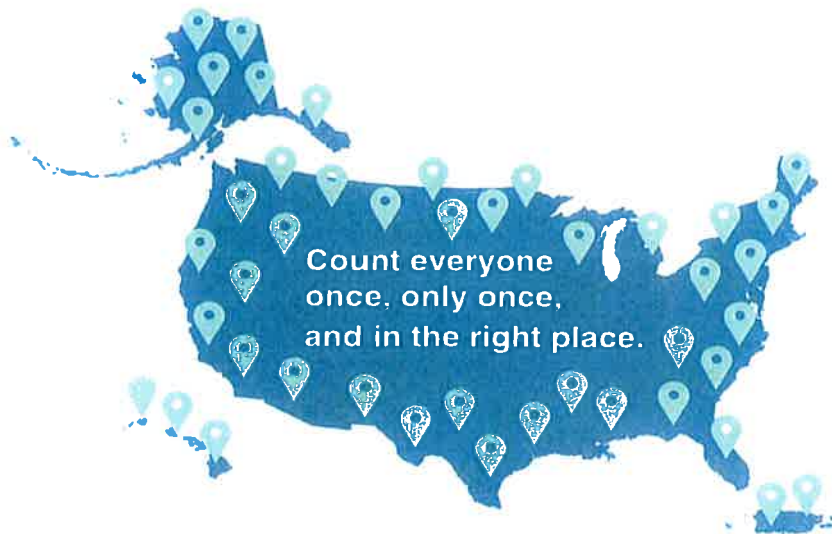 Count everyone
once, only once,
and in the right place.